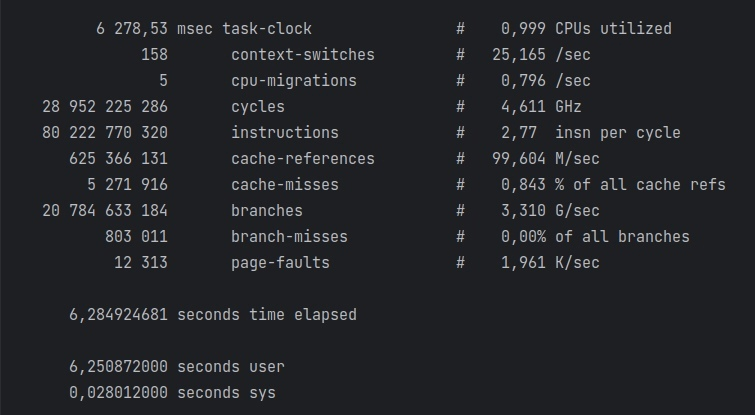 6 278,53 msec task-clock # 0,999 CPUs utilized
158 context-switches # 25,165 /sec
5 cpu-migrations # 0,796 /sec
28 952 225 286 cycles # 4,611 GHz
80 222 770 320 instructions # 2,77 insn per cycle
625 366 131 cache-references # 99,604 M/sec
5 271 916 cache-misses # 0,843 % of all cache refs
20 784 633 184 branches # 3,310 G/sec
803 011 branch-misses # 0,00% of all branches
12 313 page-faults # 1,961 K/sec
6,284924681 seconds time elapsed
6,250872000 seconds user
0,028012000 seconds sys